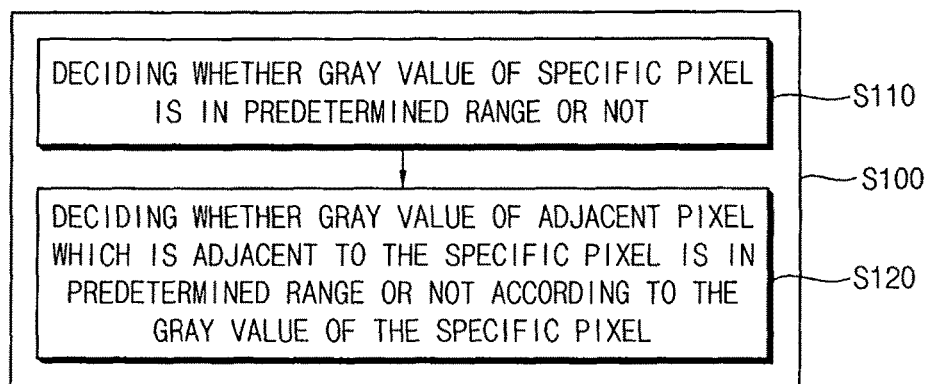 DECIDING WHETHER GRAY VALUE OF SPECIFIC PIXEL
IS IN PREDETERMINED RANGE OR NOT
S110
S100
DECIDING WHETHER GRAY VALUE OF ADJACENT PIXEL
WHICH IS ADJACENT TO THE SPECIFIC PIXEL IS IN
PREDETERMINED RANGE OR NOT ACCORDING TO THE
GRAY VALUE OF THE SPECIFIC PIXEL
S120